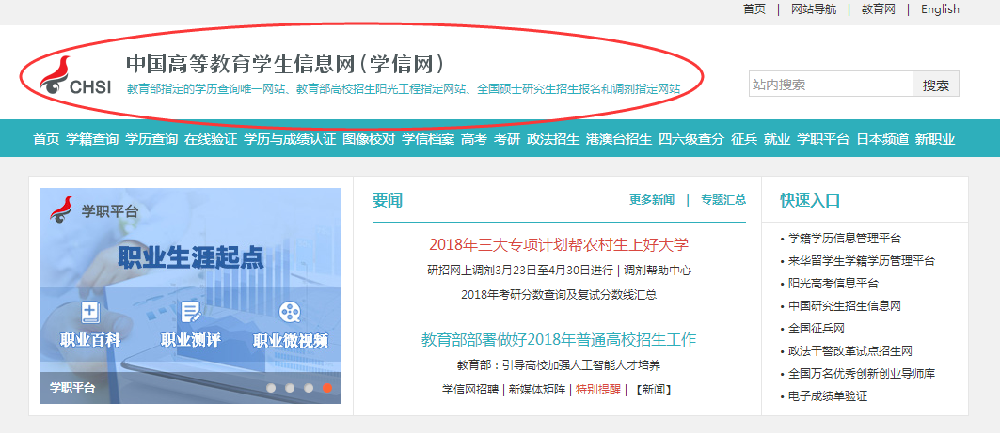 首页 | 网站导航 | 教育网 | English
CHSI
中国高等教育学生信息网(学信网)
教育部指定的学历查询唯一网站、教育部高校招生阳光工程指定网站、全国硕士研究生招生报名和调剂指定网站
站内搜索 搜索
首页 学籍查询 学历查询 在线验证 学历与成绩认证 图像校对 学信档案 高考 考研 政法招生 港澳台招生 四六级查分 征兵 就业 学职平台 日本频道 新职业
学职平台
职业生涯起点
职业百科 职业测评 职业微视频
学职平台
要闻 更多新闻 | 专题汇总
2018年三大专项计划帮农村生上好大学
研招网上调剂3月23日至4月30日进行 | 调剂帮助中心
2018年考研分数查询及复试分数线汇总
教育部部署做好2018年普通高校招生工作
教育部：引导高校加强人工智能人才培养
学信网招聘 | 新媒体矩阵 | 特别提醒 | 【新闻】
快速入口
• 学籍学历信息管理平台
• 来华留学生学籍学历管理平台
• 阳光高考信息平台
• 中国研究生招生信息网
• 全国征兵网
• 政法干警改革试点招生网
• 全国万名优秀创新创业导师库
• 电子成绩单验证